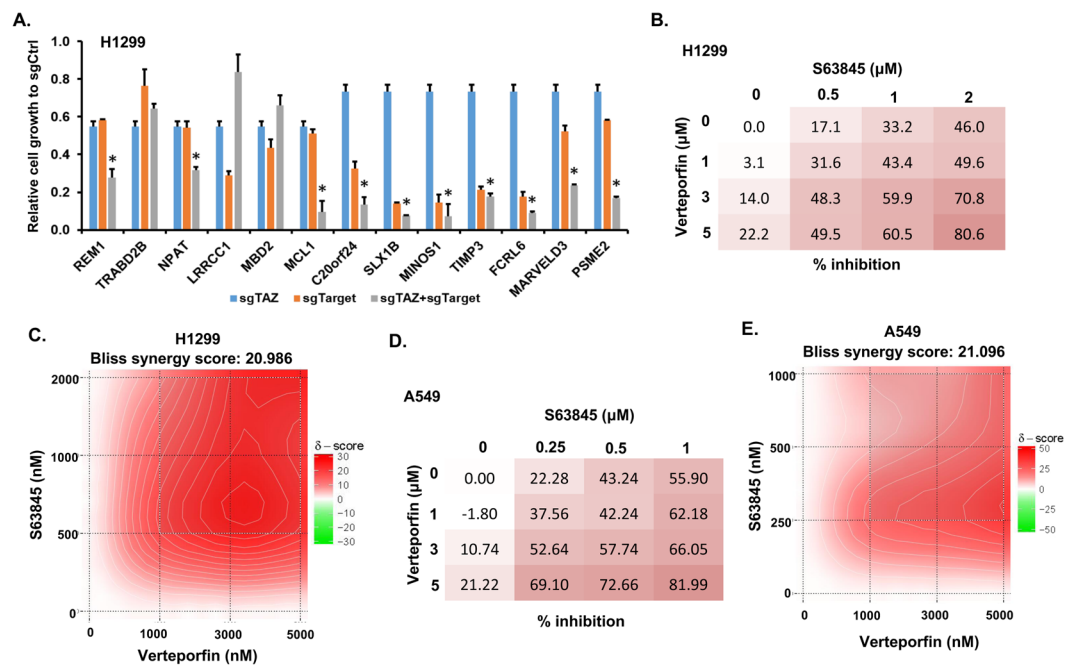 A.
H1299
Relative cell growth to sgCtrl
1.0
0.8
0.6
0.4
0.2
0.0
* * * * * * * * * *
REM1 TRABD2B NPAT LRRC1 MBD2 MCL1 C20orf24 SLX1B MINOS1 TIMP3 FCRL6 MARVELD3 PSME2
sgTAZ sgTarget sgTAZ+sgTarget
B.
H1299
S63845 (µM)
0 0.5 1 2
Verteporfin (µM)
0 0.0 17.1 33.2 46.0
1 3.1 31.6 43.4 49.6
3 14.0 48.3 59.9 70.8
5 22.2 49.5 60.5 80.6
% inhibition
C.
H1299
Bliss synergy score: 20.986
S63845 (nM)
2000
1000
500
0
0 1000 3000 5000
Verteporfin (nM)
δ−score
30
20
10
0
−10
−20
−30
D.
A549
S63845 (µM)
0 0.25 0.5 1
Verteporfin (µM)
0 0.00 22.28 43.24 55.90
1 -1.80 37.56 42.24 62.18
3 10.74 52.64 57.74 66.05
5 21.22 69.10 72.66 81.99
% inhibition
E.
A549
Bliss synergy score: 21.096
S63845 (nM)
1000
500
250
0
0 1000 3000 5000
Verteporfin (nM)
δ−score
50
25
0
−25
−50